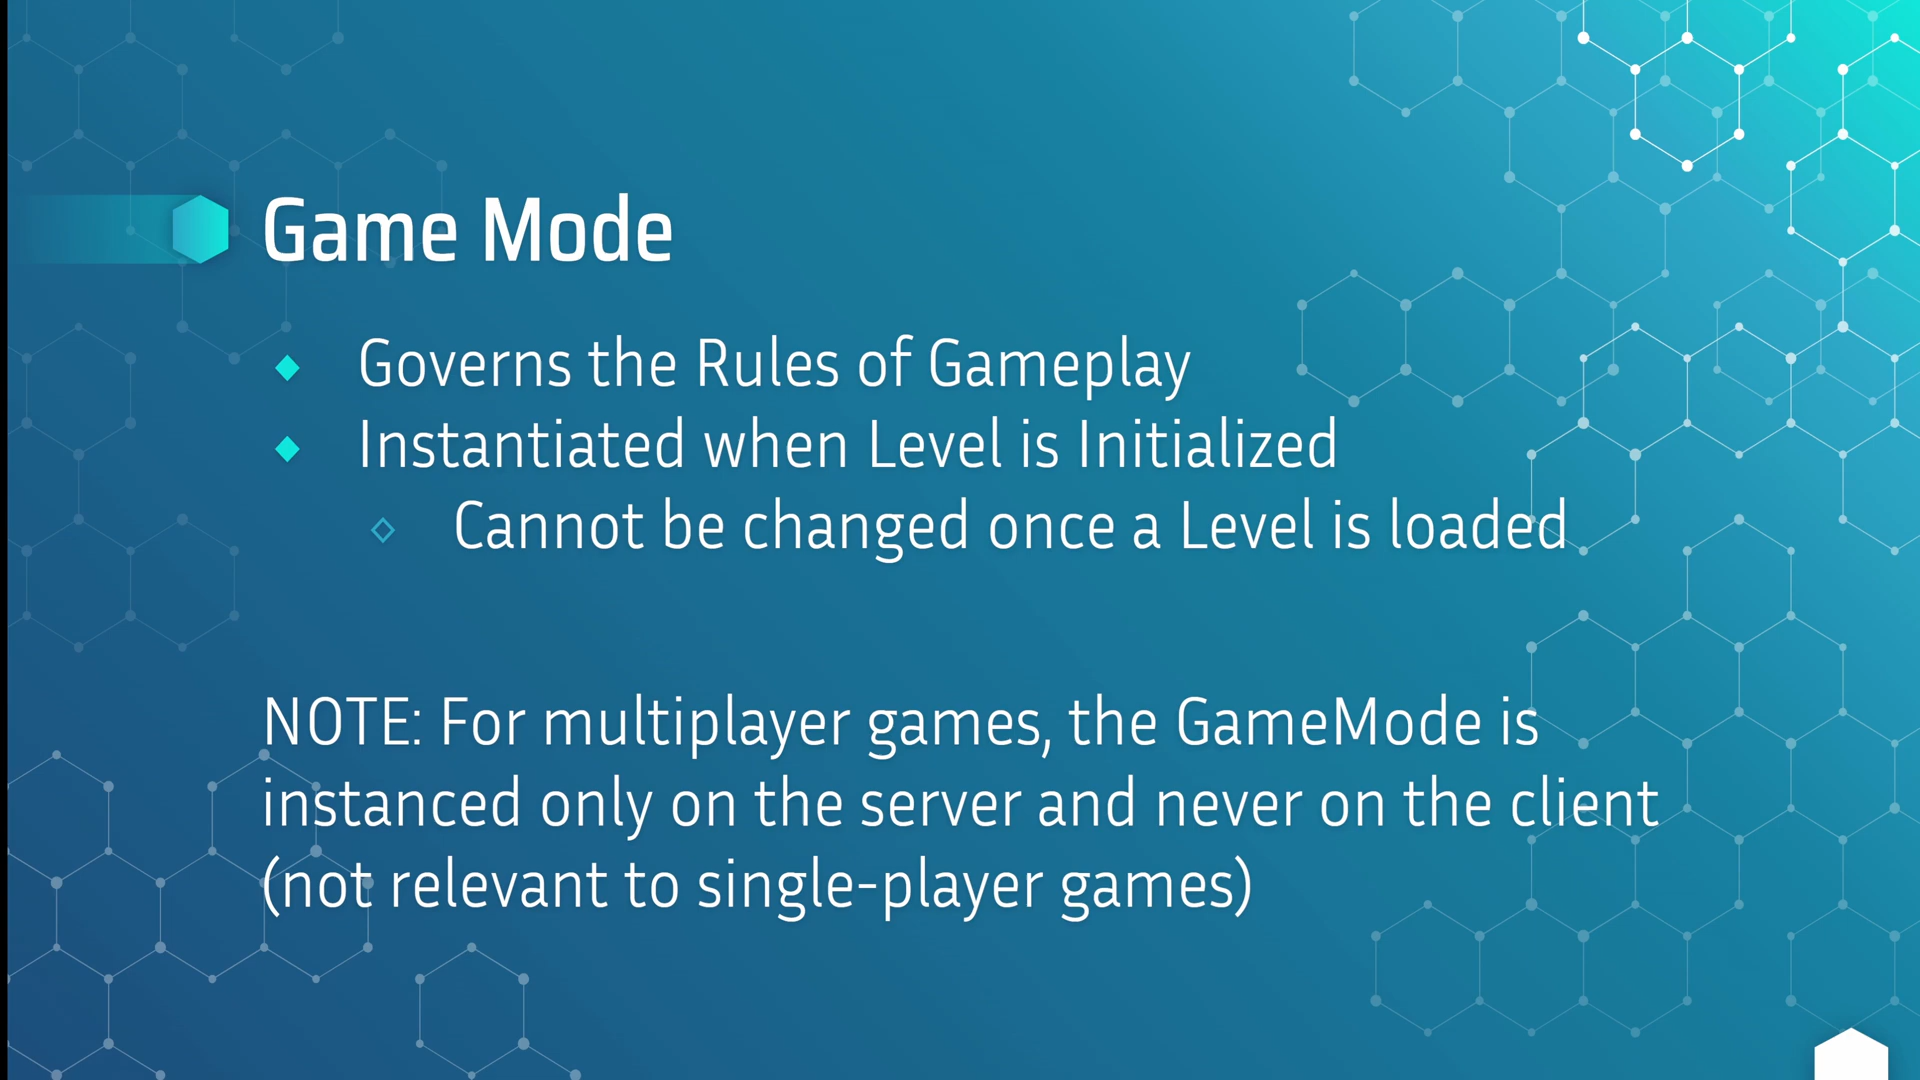 Game Mode
Governs the Rules of Gameplay
Instantiated when Level is Initialized
Cannot be changed once a Level is loaded
NOTE: For multiplayer games, the GameMode is
instanced only on the server and never on the client
(not relevant to single-player games)